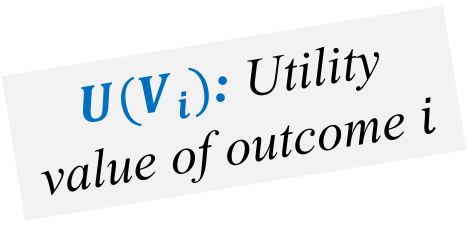 U(Vᵢ): Utility
value of outcome i